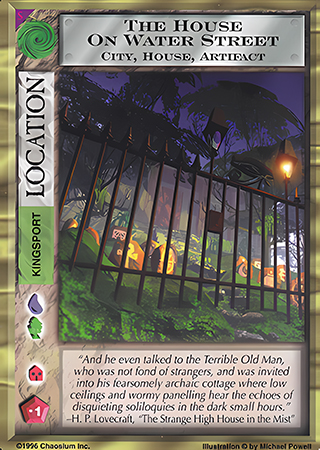 THE HOUSE
ON WATER STREET
CITY, HOUSE, ARTIFACT
LOCATION
KINGSPORT
-1
"And he even talked to the Terrible Old Man,
who was not fond of strangers, and was invited
into his fearsomely archaic cottage where low
ceilings and wormy panelling hear the echoes of
disquieting soliloquies in the dark small hours."
–H. P. Lovecraft, "The Strange High House in the Mist"
©1996 Chaosium Inc.
Illustration © by Michael Powell